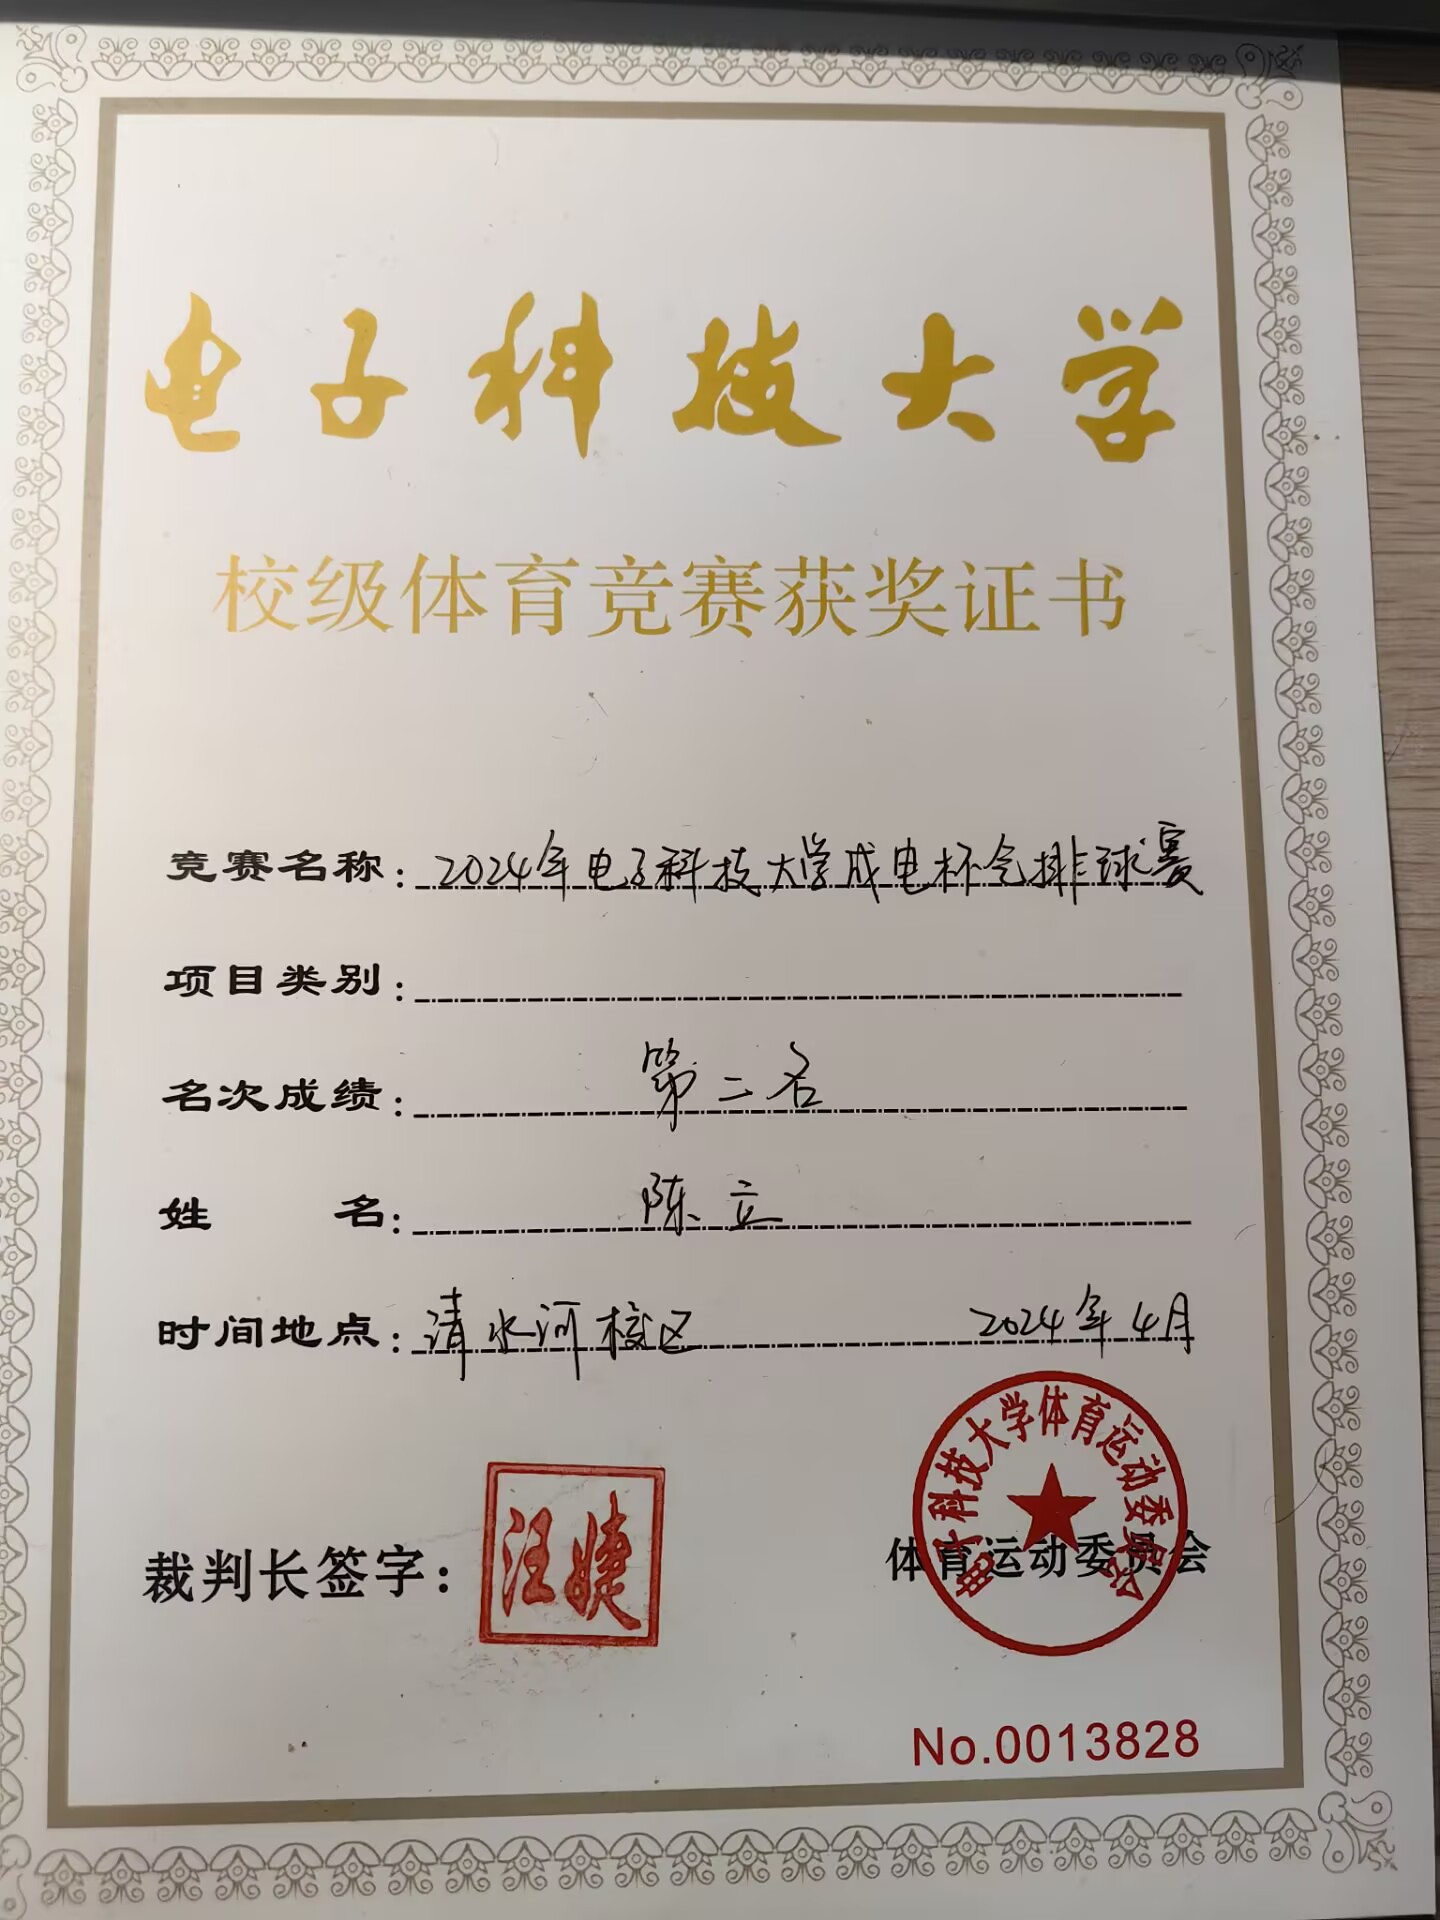 电子科技大学
校级体育竞赛获奖证书
竞赛名称：2024年电子科技大学成电杯气排球赛
项目类别：
名次成绩：第二名
姓名：陈立
时间地点：清水河校区 2024年4月
裁判长签字：汪婕
体育运动委员会
电子科技大学体育运动委员会
No.0013828